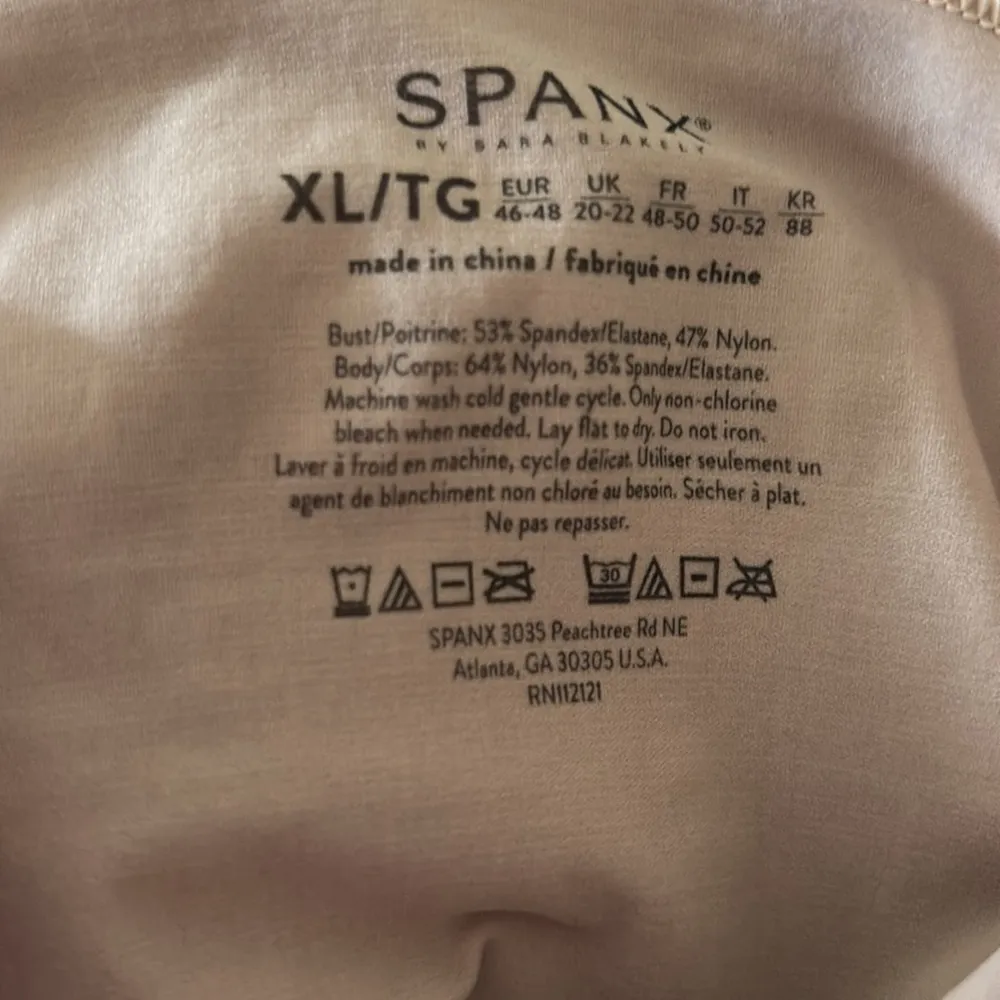 SPANX®
BY SARA BLAKELY
XL/TG EUR 46-48 UK 20-22 FR 48-50 IT 50-52 KR 88
made in china / fabriqué en chine
Bust/Poitrine: 53% Spandex/Elastane, 47% Nylon.
Body/Corps: 64% Nylon, 36% Spandex/Elastane.
Machine wash cold gentle cycle. Only non-chlorine
bleach when needed. Lay flat to dry. Do not iron.
Laver à froid en machine, cycle délicat. Utiliser seulement un
agent de blanchiment non chloré au besoin. Sécher à plat.
Ne pas repasser.
30
SPANX 3035 Peachtree Rd NE
Atlanta, GA 30305 U.S.A.
RN112121